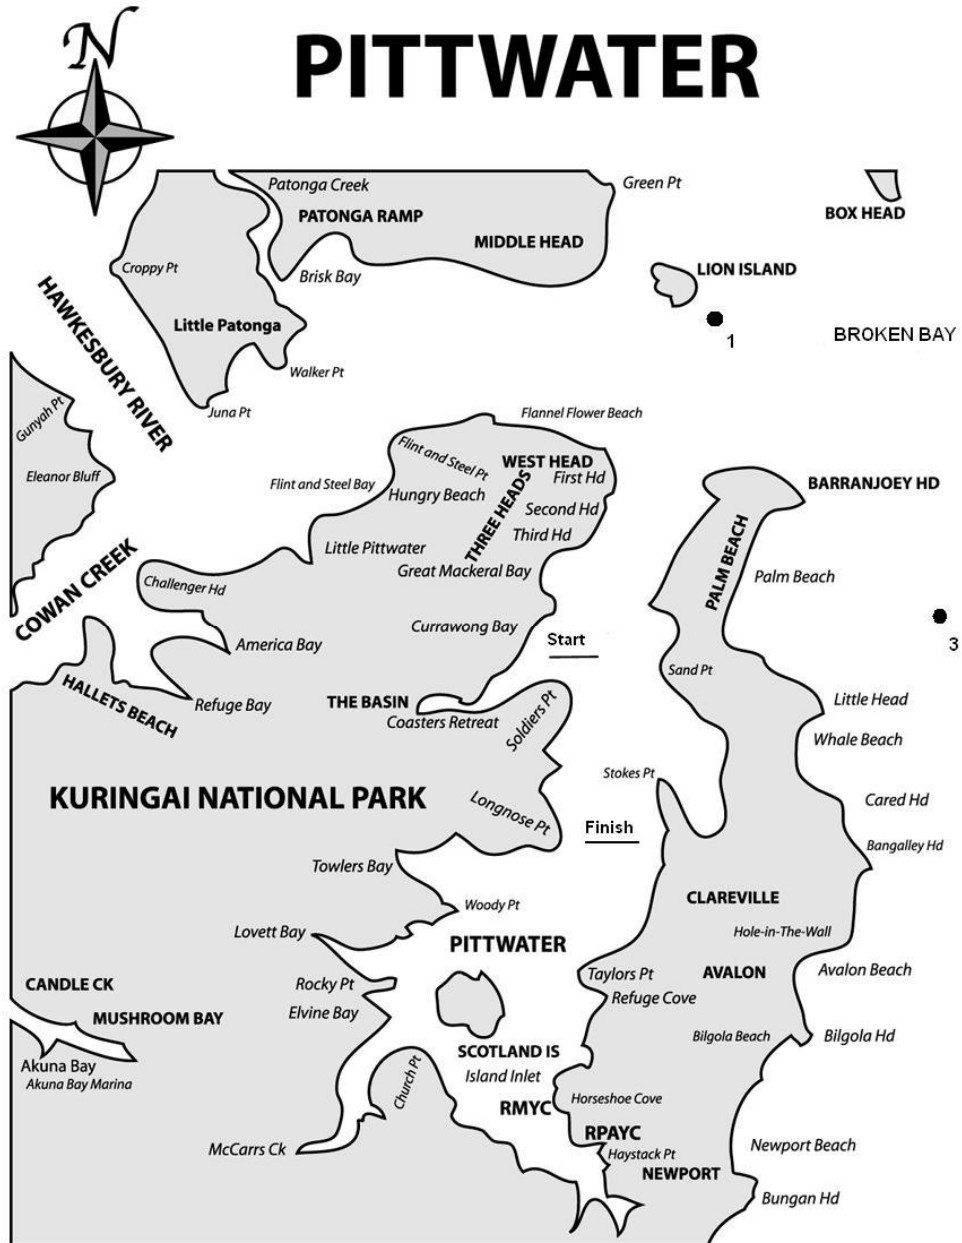 N
PITTWATER
Patonga Creek
Green Pt
PATONGA RAMP
BOX HEAD
MIDDLE HEAD
Croppy Pt
Brisk Bay
LION ISLAND
HAWKESBURY RIVER
Little Patonga
1
BROKEN BAY
Walker Pt
Juna Pt
Gunyah Pt
Flannel Flower Beach
Flint and Steel Pt
WEST HEAD
Eleanor Bluff
First Hd
Flint and Steel Bay
Hungry Beach
THREE HEADS
BARRANJOEY HD
Second Hd
Third Hd
Little Pittwater
PALM BEACH
COWAN CREEK
Great Mackeral Bay
Palm Beach
Challenger Hd
Currawong Bay
Start
3
America Bay
Sand Pt
HALLETS BEACH
Refuge Bay
THE BASIN
Coasters Retreat
Soldiers Pt
Little Head
Whale Beach
Stokes Pt
KURINGAI NATIONAL PARK
Longnose Pt
Cared Hd
Finish
Bangalley Hd
Towlers Bay
CLAREVILLE
Woody Pt
Lovett Bay
PITTWATER
Hole-in-The-Wall
CANDLE CK
Rocky Pt
Taylors Pt
AVALON
Avalon Beach
Refuge Cove
MUSHROOM BAY
Elvine Bay
Bilgola Beach
Bilgola Hd
SCOTLAND IS
Akuna Bay
Island Inlet
Akuna Bay Marina
Church Pt
RMYC
Horseshoe Cove
RPAYC
McCarrs Ck
Haystack Pt
Newport Beach
NEWPORT
Bungan Hd